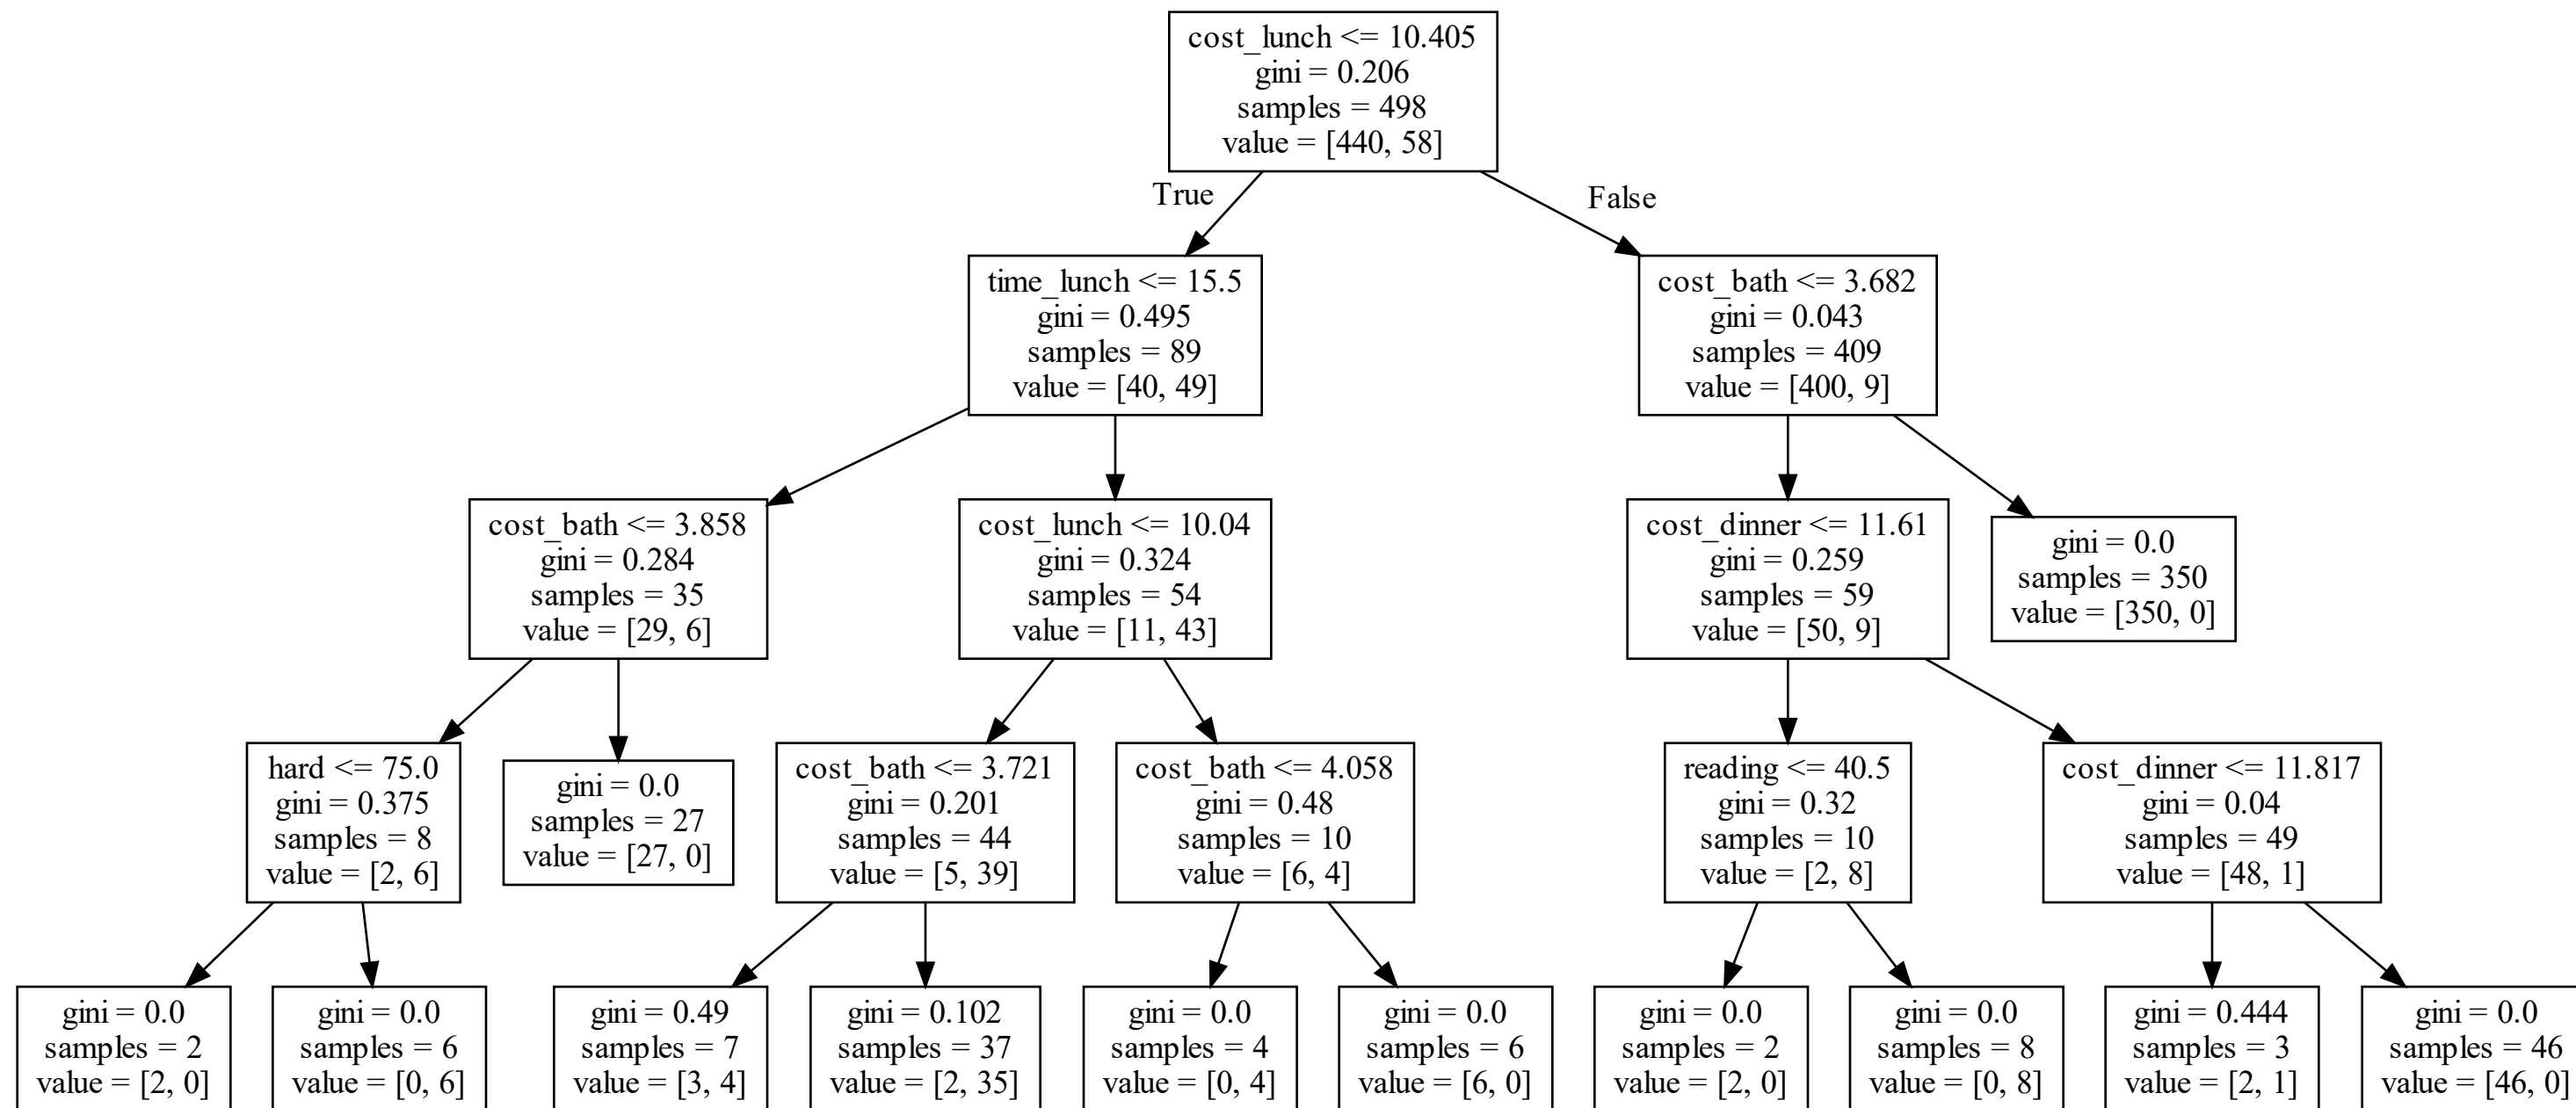 cost_lunch <= 10.405
gini = 0.206
samples = 498
value = [440, 58]
True
False
time_lunch <= 15.5
gini = 0.495
samples = 89
value = [40, 49]
cost_bath <= 3.682
gini = 0.043
samples = 409
value = [400, 9]
cost_bath <= 3.858
gini = 0.284
samples = 35
value = [29, 6]
cost_lunch <= 10.04
gini = 0.324
samples = 54
value = [11, 43]
cost_dinner <= 11.61
gini = 0.259
samples = 59
value = [50, 9]
gini = 0.0
samples = 350
value = [350, 0]
hard <= 75.0
gini = 0.375
samples = 8
value = [2, 6]
gini = 0.0
samples = 27
value = [27, 0]
cost_bath <= 3.721
gini = 0.201
samples = 44
value = [5, 39]
cost_bath <= 4.058
gini = 0.48
samples = 10
value = [6, 4]
reading <= 40.5
gini = 0.32
samples = 10
value = [2, 8]
cost_dinner <= 11.817
gini = 0.04
samples = 49
value = [48, 1]
gini = 0.0
samples = 2
value = [2, 0]
gini = 0.0
samples = 6
value = [0, 6]
gini = 0.49
samples = 7
value = [3, 4]
gini = 0.102
samples = 37
value = [2, 35]
gini = 0.0
samples = 4
value = [0, 4]
gini = 0.0
samples = 6
value = [6, 0]
gini = 0.0
samples = 2
value = [2, 0]
gini = 0.0
samples = 8
value = [0, 8]
gini = 0.444
samples = 3
value = [2, 1]
gini = 0.0
samples = 46
value = [46, 0]